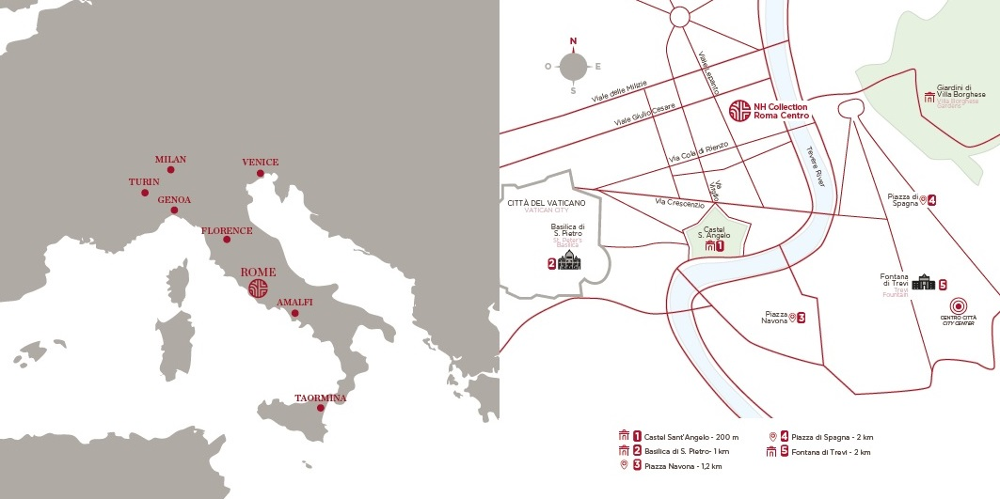 MILAN
VENICE
TURIN
GENOA
FLORENCE
ROME
AMALFI
TAORMINA
N
O
E
S
Viale delle Milizie
Viale Lepanto
Viale Giulio Cesare
NH Collection
Roma Centro
Giardini di
Villa Borghese
Villa Borghese
Gardens
Via Cola di Rienzo
Tevere River
Via
Virgilio
Via Crescenzio
CITTÀ DEL VATICANO
VATICAN CITY
Basilica di
S. Pietro
St. Peter's
Basilica
2
Castel
S. Angelo
1
Piazza di
Spagna
4
Fontana
di Trevi
Trevi
Fountain
5
Piazza
Navona
3
CENTRO CITTÀ
CITY CENTER
1 Castel Sant'Angelo - 200 m
2 Basilica di S. Pietro- 1 km
3 Piazza Navona - 1,2 km
4 Piazza di Spagna - 2 km
5 Fontana di Trevi - 2 km